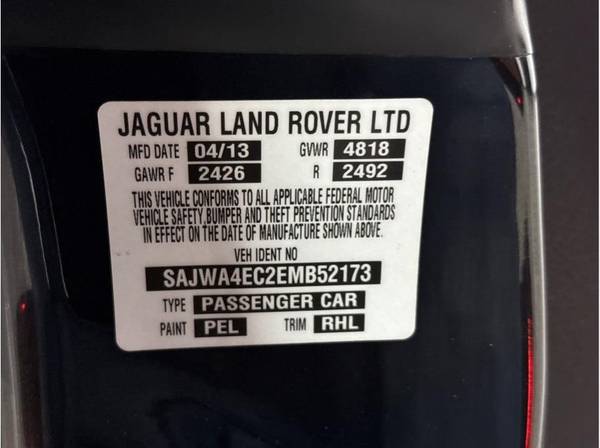 JAGUAR LAND ROVER LTD
MFD DATE 04/13 GVWR 4818
GAWR F 2426 R 2492
THIS VEHICLE CONFORMS TO ALL APPLICABLE FEDERAL MOTOR
VEHICLE SAFETY, BUMPER AND THEFT PREVENTION STANDARDS
IN EFFECT ON THE DATE OF MANUFACTURE SHOWN ABOVE.
VEH IDENT NO
SAJWA4EC2EMB52173
TYPE PASSENGER CAR
PAINT PEL TRIM RHL